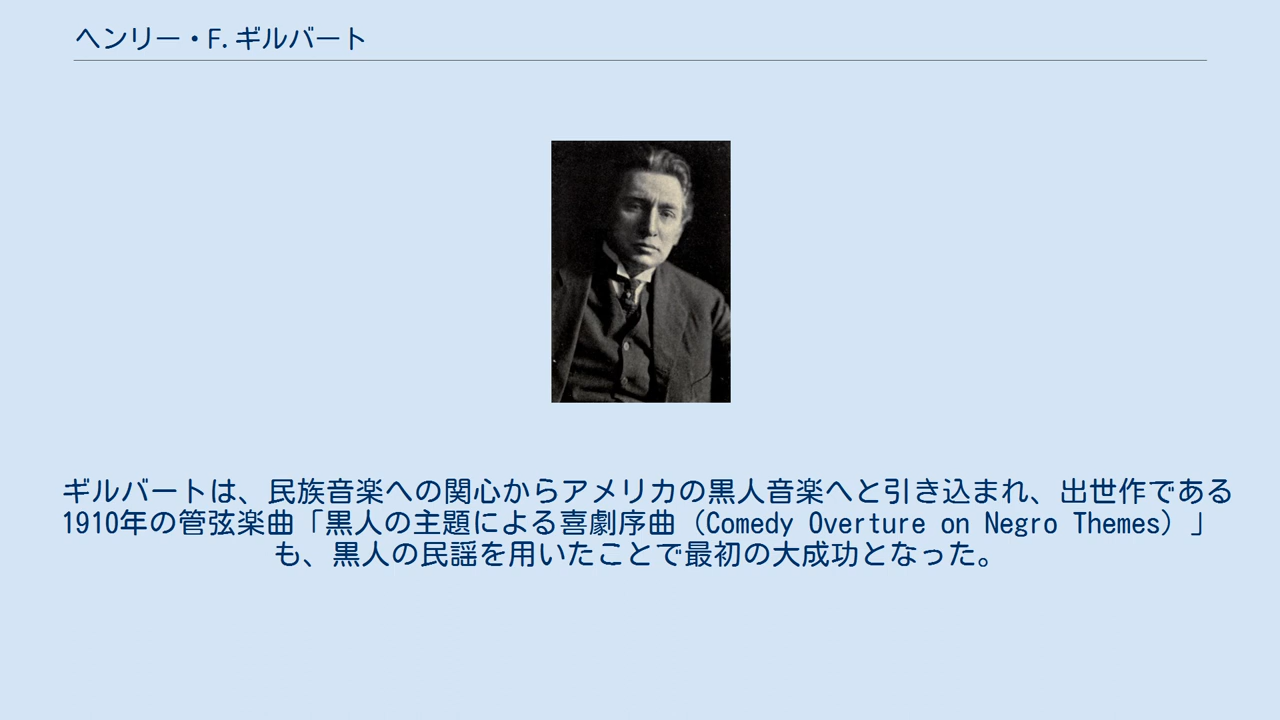 ヘンリー・F.ギルバート
ギルバートは、民族音楽への関心からアメリカの黒人音楽へと引き込まれ、出世作である
1910年の管弦楽曲「黒人の主題による喜劇序曲（Comedy Overture on Negro Themes）」
も、黒人の民謡を用いたことで最初の大成功となった。